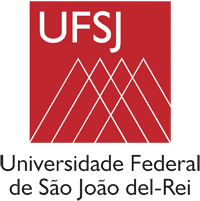 UFSJ
Universidade Federal
de São João del-Rei